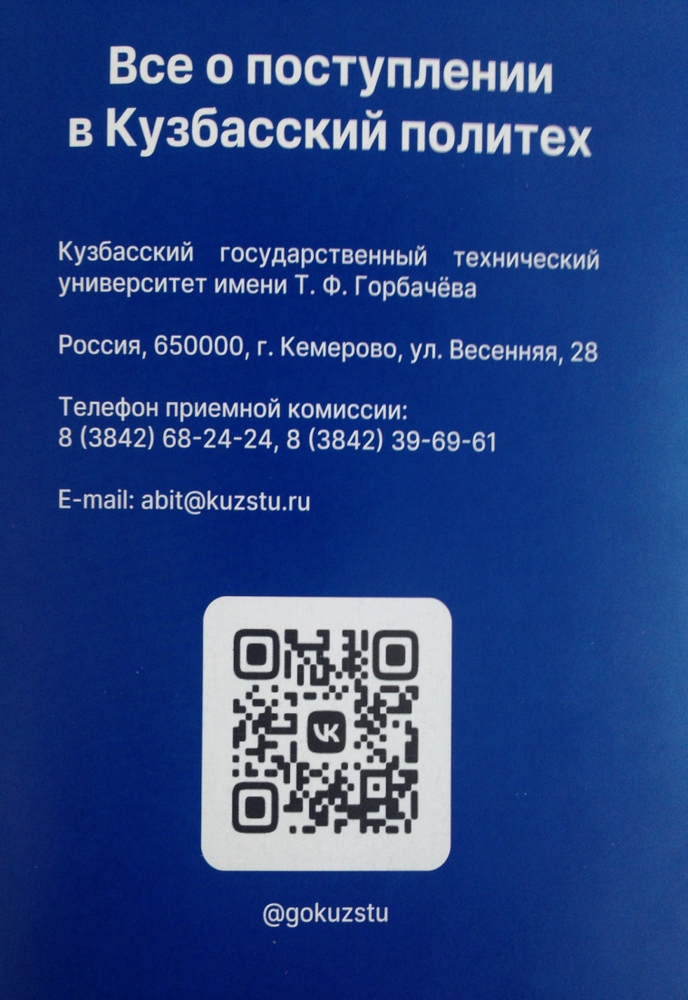 Все о поступлении
в Кузбасский политех
Кузбасский государственный технический
университет имени Т. Ф. Горбачёва
Россия, 650000, г. Кемерово, ул. Весенняя, 28
Телефон приемной комиссии:
8 (3842) 68-24-24, 8 (3842) 39-69-61
E-mail: abit@kuzstu.ru
VK
@gokuzstu